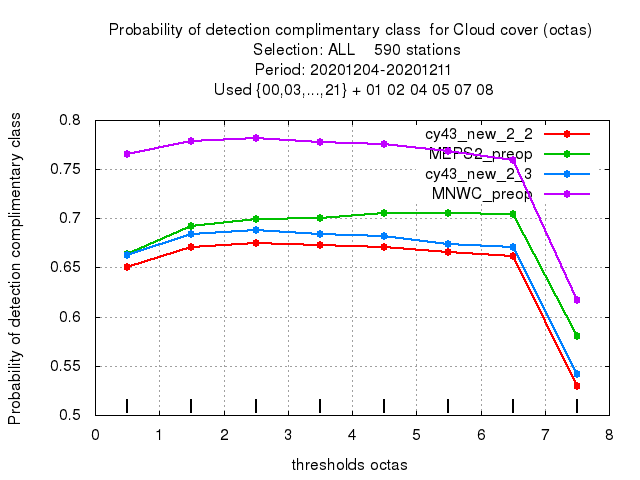 Probability of detection complimentary class for Cloud cover (octas)
Selection: ALL 590 stations
Period: 20201204-20201211
Used {00,03,...,21} + 01 02 04 05 07 08
Probability of detection complimentary class
0.8
0.75
0.7
0.65
0.6
0.55
0.5
cy43_new_2_2
MEPS2_preop
cy43_new_2_3
MNWC_preop
0 1 2 3 4 5 6 7 8
thresholds octas